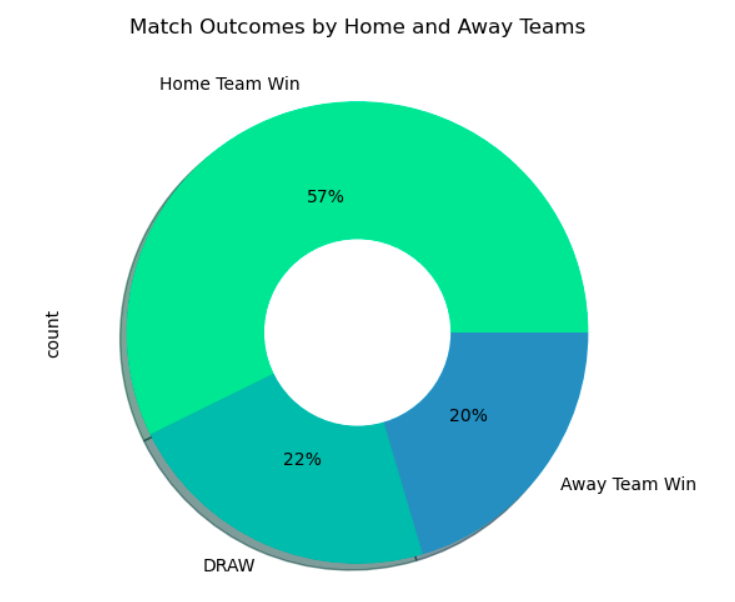 Match Outcomes by Home and Away Teams
Home Team Win
57%
count
20%
22%
Away Team Win
DRAW